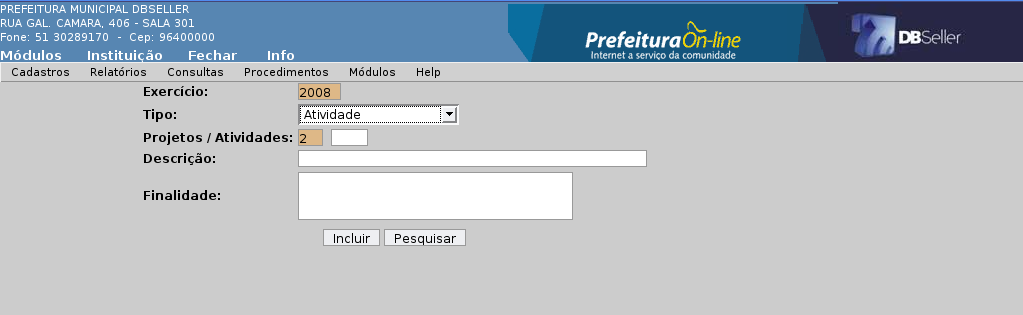 PREFEITURA MUNICIPAL DBSELLER
RUA GAL. CAMARA, 406 - SALA 301
Fone: 51 30289170 - Cep: 96400000
Módulos Instituição Fechar Info
PrefeituraOn-line
Internet a serviço da comunidade
DBSeller
Cadastros Relatórios Consultas Procedimentos Módulos Help
Exercício: 2008
Tipo: Atividade
Projetos / Atividades: 2
Descrição:
Finalidade:
Incluir Pesquisar